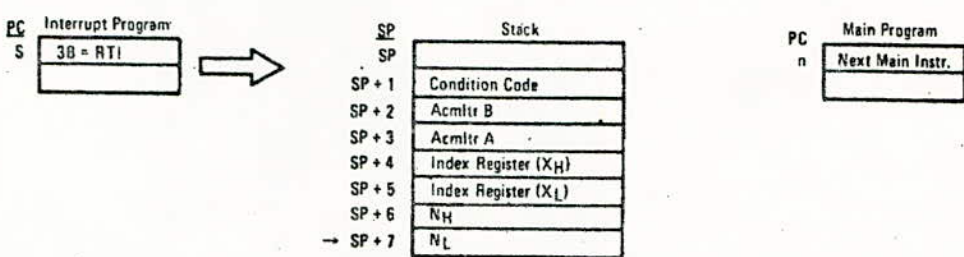 PC Interrupt Program
S 3B = RTI
SP Stack
SP
SP + 1 Condition Code
SP + 2 Acmltr B
SP + 3 Acmltr A
SP + 4 Index Register (XH)
SP + 5 Index Register (XL)
SP + 6 NH
→ SP + 7 NL
PC Main Program
n Next Main Instr.